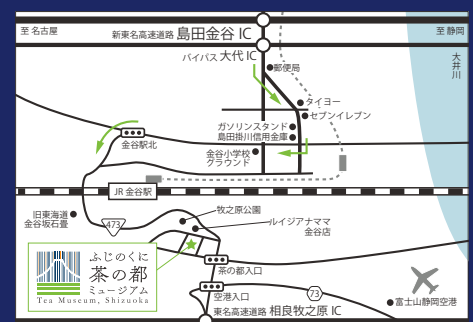 至 名古屋
新東名高速道路 島田金谷 IC
至 静岡
バイパス 大代 IC
大井川
郵便局
タイヨー
セブンイレブン
ガソリンスタンド
島田掛川信用金庫
金谷駅北
金谷小学校
グラウンド
JR 金谷駅
牧之原公園
旧東海道
金谷坂石畳
473
ルイジアナママ
金谷店
ふじのくに
茶の都
ミュージアム
Tea Museum, Shizuoka
茶の都入口
空港入口
73
富士山静岡空港
東名高速道路 相良牧之原 IC